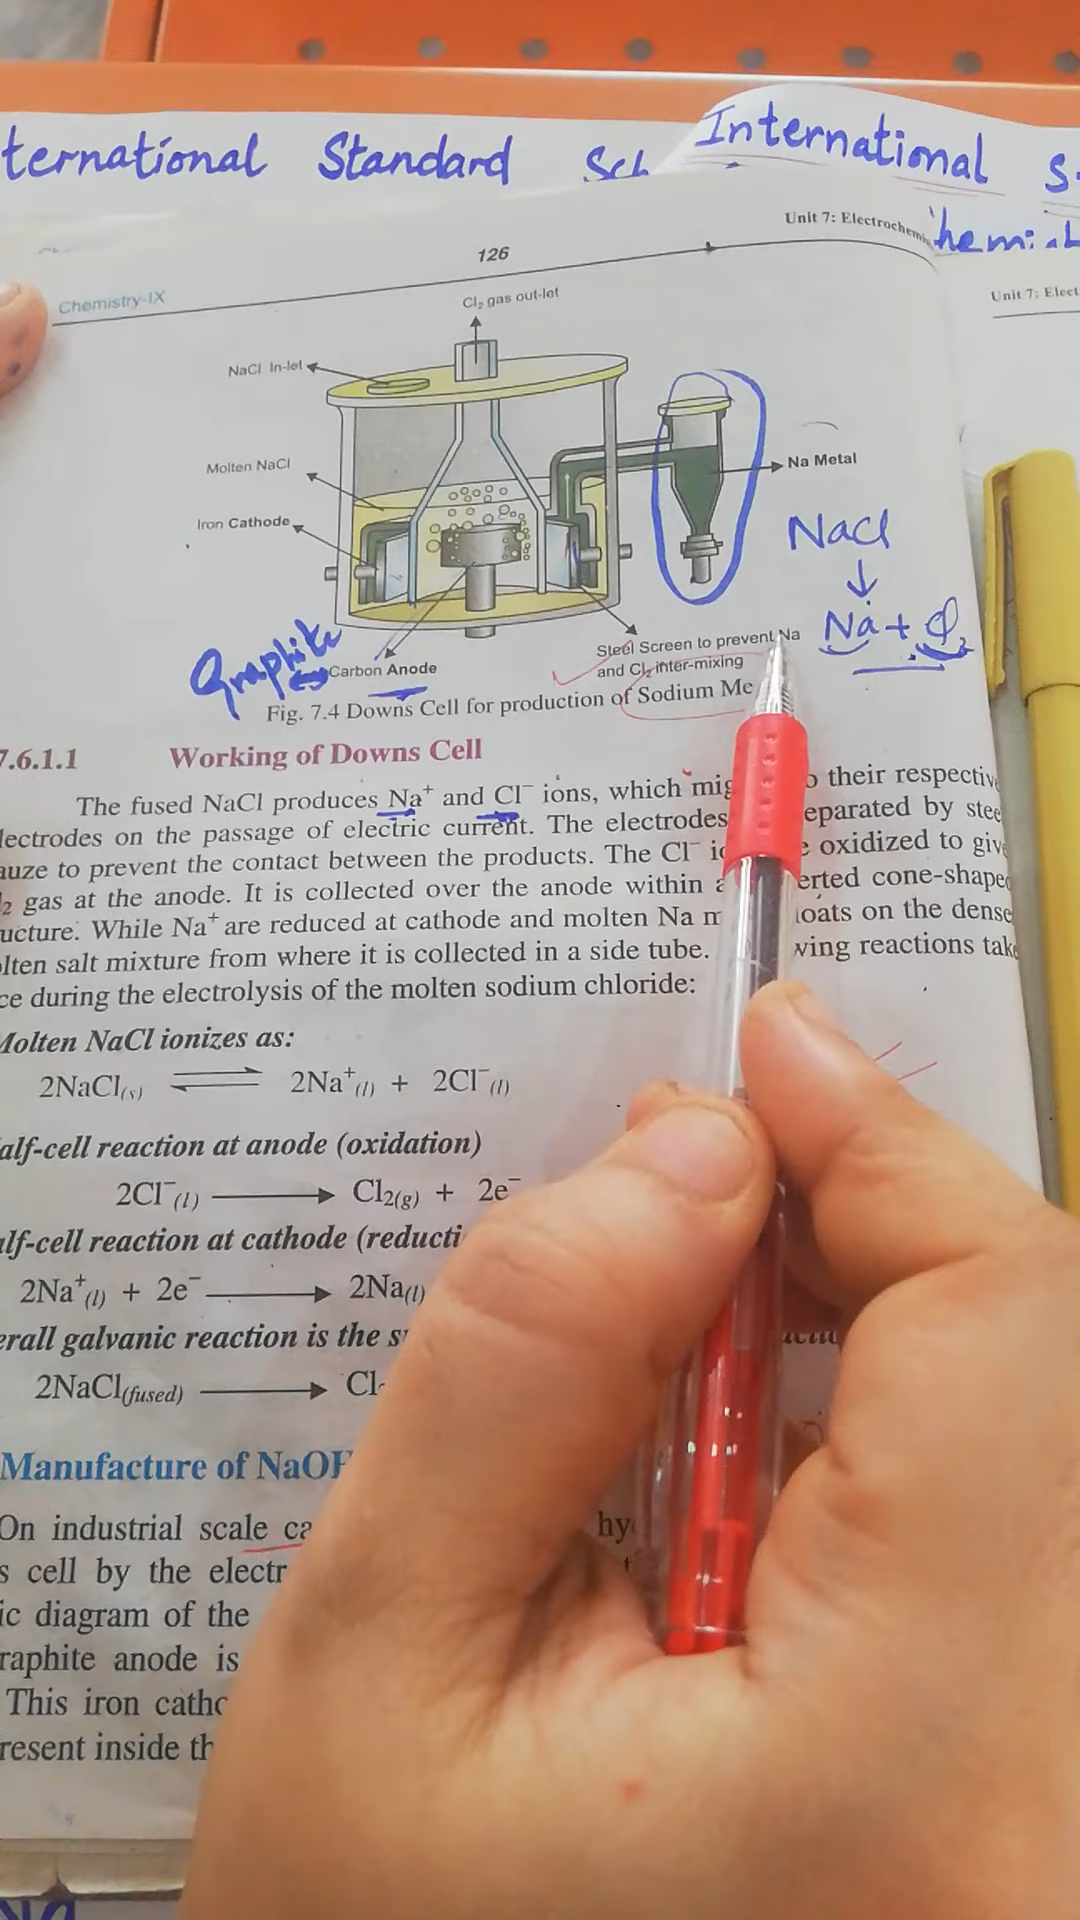 ternational Standard Sch
International S
hemi
Unit 7: Electrochem
126
Chemistry-IX
Unit 7: Elect
Cl₂ gas out-let
NaCl In-let
Molten NaCl
Na Metal
Iron Cathode
NaCl
↓
Na + Cl₂
Graphite
Carbon Anode
Steel Screen to prevent Na
and Cl₂ inter-mixing
Fig. 7.4 Downs Cell for production of Sodium Me
7.6.1.1 Working of Downs Cell
The fused NaCl produces Na⁺ and Cl⁻ ions, which mig o their respective
lectrodes on the passage of electric current. The electrodes eparated by stee
auze to prevent the contact between the products. The Cl⁻ io e oxidized to giv
₂ gas at the anode. It is collected over the anode within a erted cone-shaped
ucture. While Na⁺ are reduced at cathode and molten Na m loats on the dense
olten salt mixture from where it is collected in a side tube. wing reactions take
ce during the electrolysis of the molten sodium chloride:
Molten NaCl ionizes as:
2NaCl(s) ⇌ 2Na⁺(l) + 2Cl⁻(l)
alf-cell reaction at anode (oxidation)
2Cl⁻(l) ⟶ Cl₂(g) + 2e⁻
alf-cell reaction at cathode (reducti
2Na⁺(l) + 2e⁻ ⟶ 2Na(l)
erall galvanic reaction is the s
2NaCl(fused) ⟶ Cl
Manufacture of NaOH
On industrial scale ca hy
s cell by the electr
ic diagram of the
raphite anode is
This iron catho
resent inside th